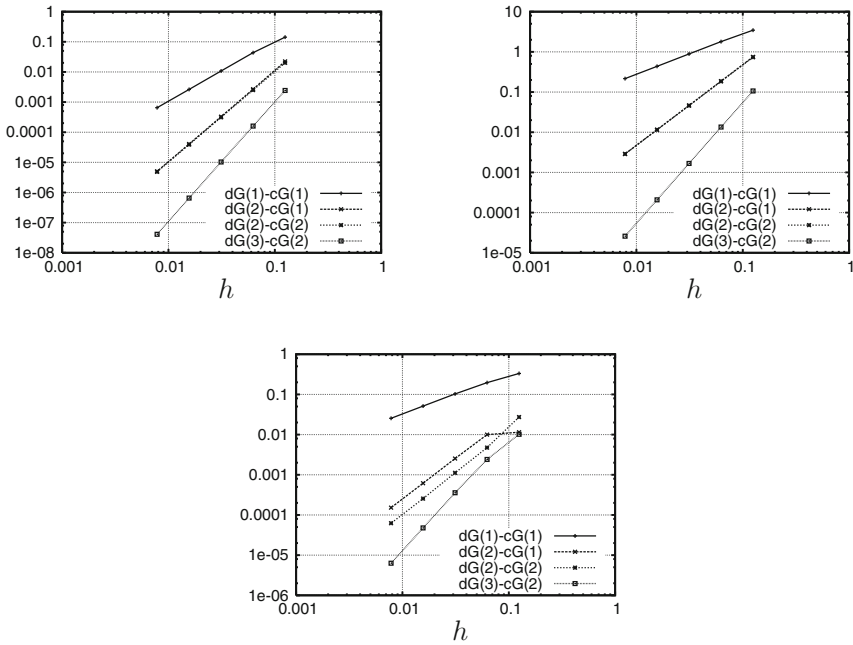 1
0.1
0.01
0.001
0.0001
1e-05
1e-06
1e-07
1e-08
0.001 0.01 0.1 1
dG(1)-cG(1)
dG(2)-cG(1)
dG(2)-cG(2)
dG(3)-cG(2)
h
10
1
0.1
0.01
0.001
0.0001
1e-05
0.001 0.01 0.1 1
dG(1)-cG(1)
dG(2)-cG(1)
dG(2)-cG(2)
dG(3)-cG(2)
h
1
0.1
0.01
0.001
0.0001
1e-05
1e-06
0.001 0.01 0.1 1
dG(1)-cG(1)
dG(2)-cG(1)
dG(2)-cG(2)
dG(3)-cG(2)
h